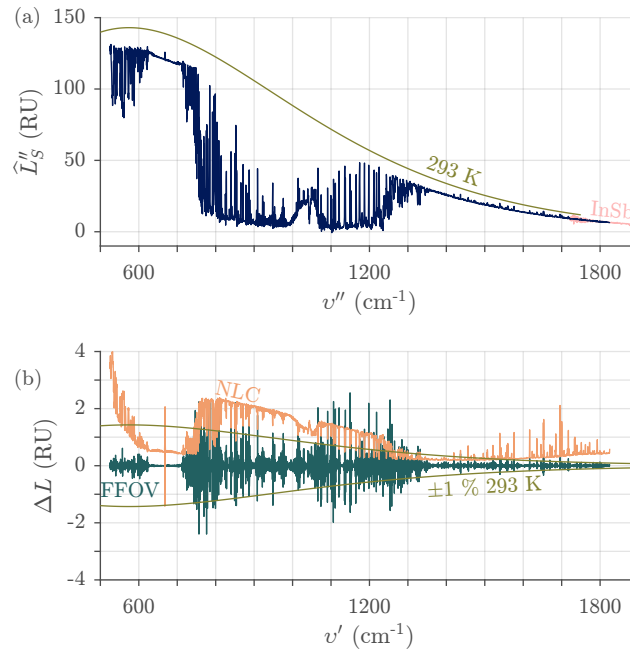 (a)
150
100
50
0
L̂″_S (RU)
293 K
InSb
600
1200
1800
υ″ (cm⁻¹)
(b)
4
2
0
-2
-4
ΔL (RU)
NLC
FFOV
±1 % 293 K
600
1200
1800
υ′ (cm⁻¹)